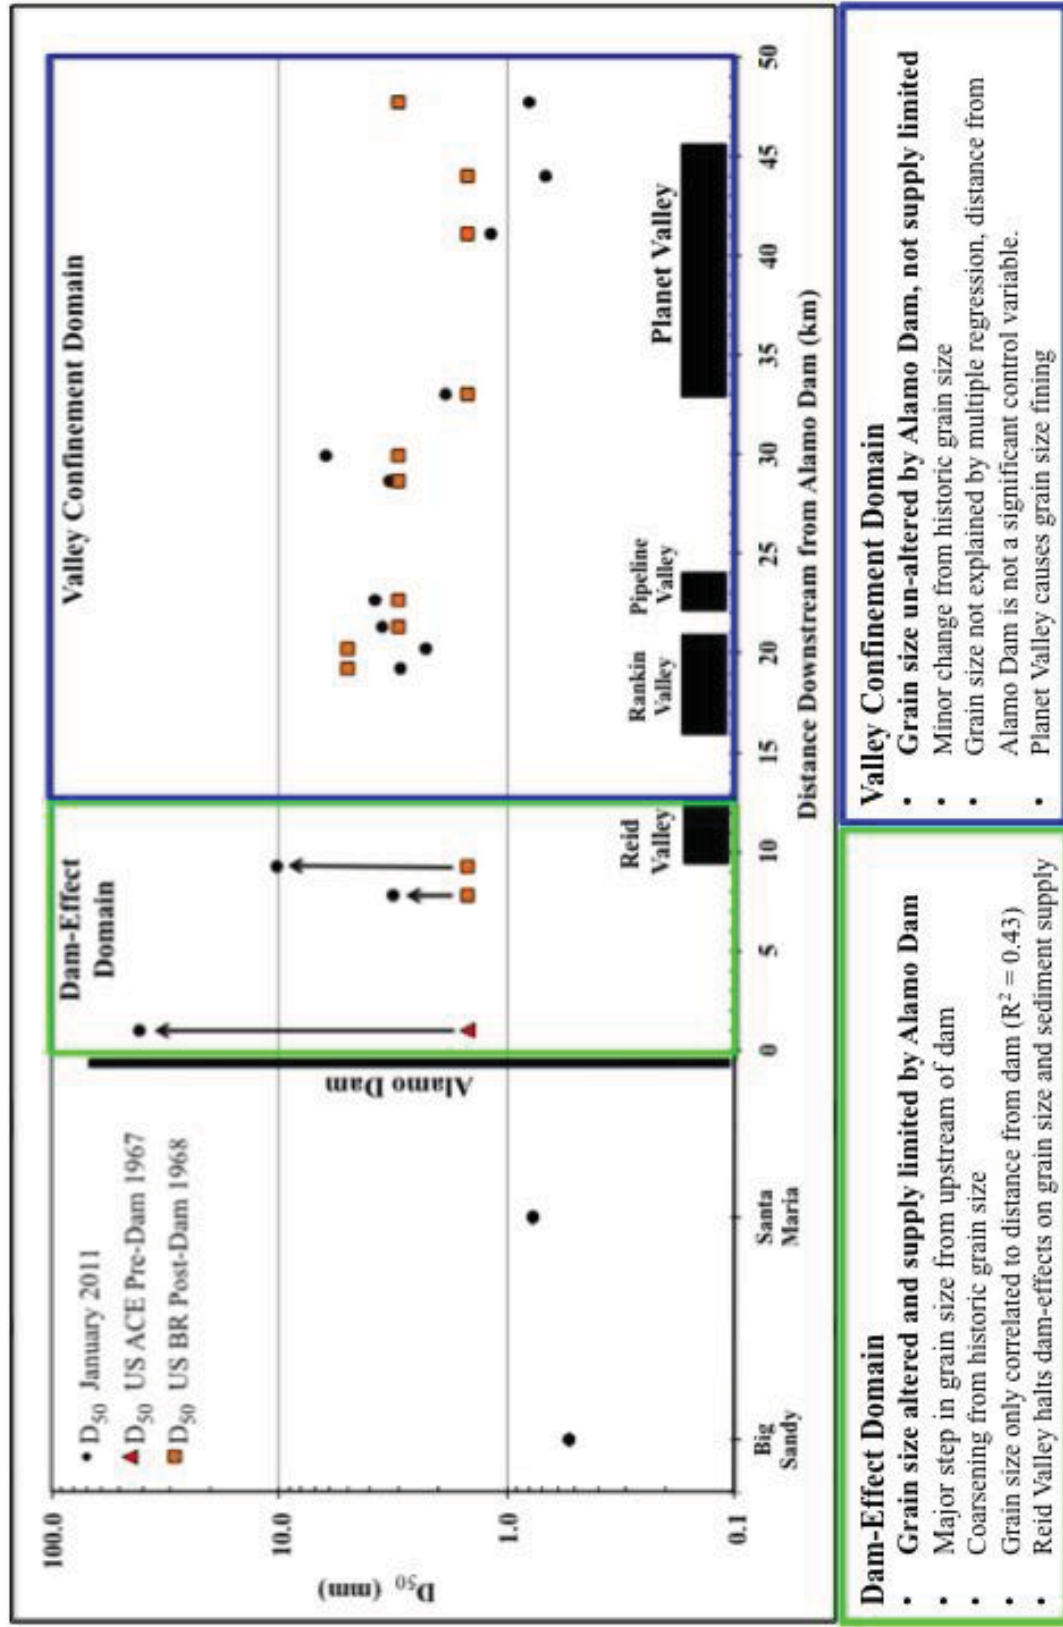 100.0
10.0
1.0
0.1
D50 (mm)
D50 January 2011
D50 US ACE Pre-Dam 1967
D50 US BR Post-Dam 1968
Alamo Dam
Dam-Effect
Domain
Valley Confinement Domain
Reid
Valley
Rankin
Valley
Pipeline
Valley
Planet Valley
Big
Sandy
Santa
Maria
0
5
10
15
20
25
30
35
40
45
50
Distance Downstream from Alamo Dam (km)
Dam-Effect Domain
• Grain size altered and supply limited by Alamo Dam
• Major step in grain size from upstream of dam
• Coarsening from historic grain size
• Grain size only correlated to distance from dam (R² = 0.43)
• Reid Valley halts dam-effects on grain size and sediment supply
Valley Confinement Domain
• Grain size un-altered by Alamo Dam, not supply limited
• Minor change from historic grain size
• Grain size not explained by multiple regression, distance from
Alamo Dam is not a significant control variable.
• Planet Valley causes grain size fining